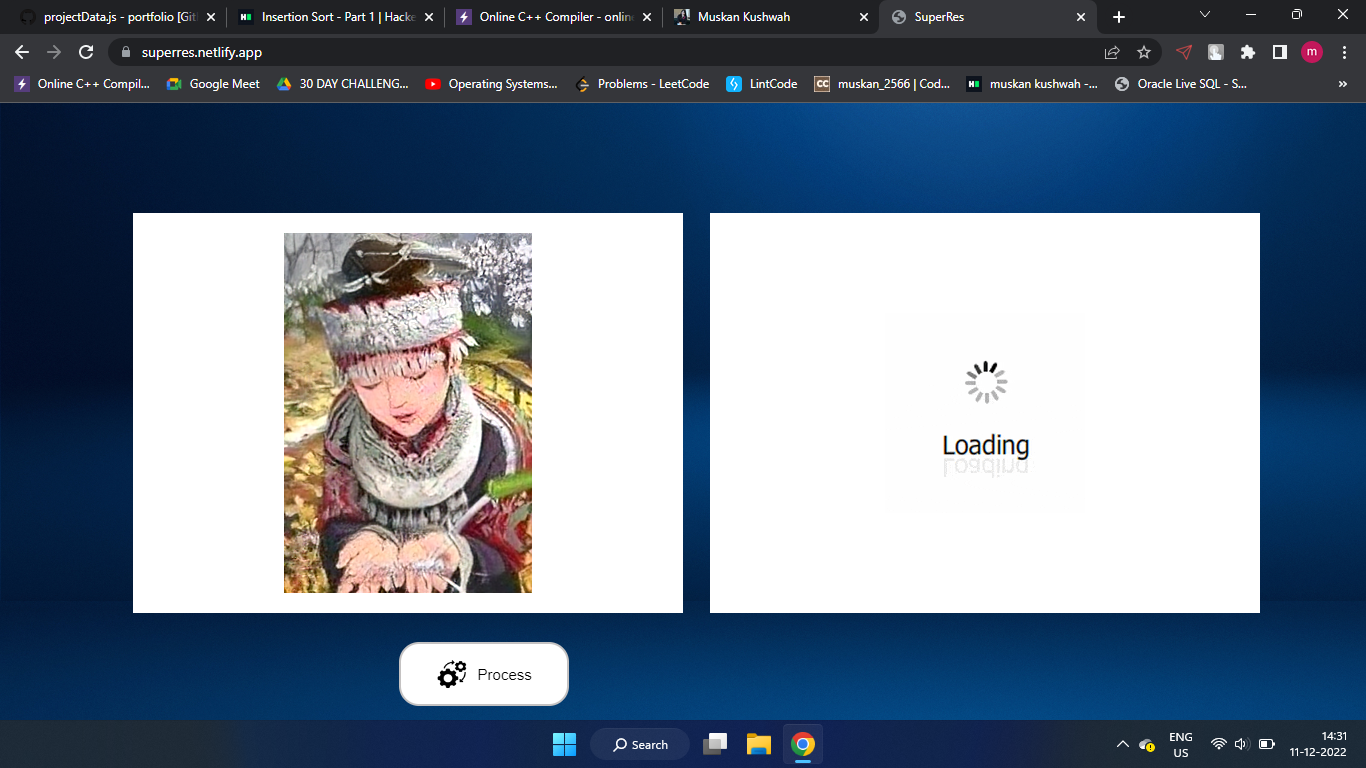 projectData.js - portfolio [Git
Insertion Sort - Part 1 | Hacke
Online C++ Compiler - onlin
Muskan Kushwah
SuperRes
superres.netlify.app
m
Online C++ Compil...
Google Meet
30 DAY CHALLENG...
Operating Systems...
Problems - LeetCode
LintCode
CC
muskan_2566 | Cod...
muskan kushwah -...
Oracle Live SQL - S...
Loading
Process
Search
ENG
US
14:31
11-12-2022